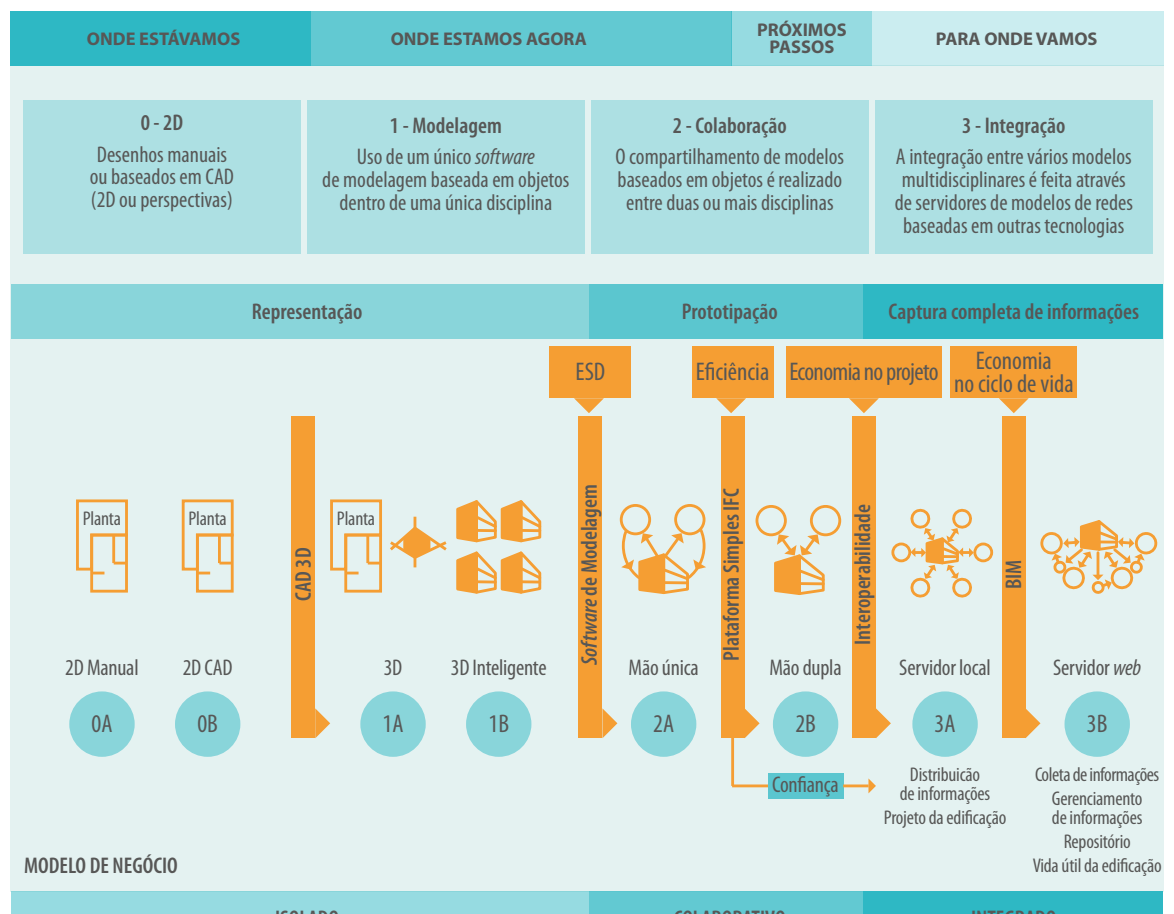 ONDE ESTÁVAMOS
ONDE ESTAMOS AGORA
PRÓXIMOS
PASSOS
PARA ONDE VAMOS
0 - 2D
Desenhos manuais
ou baseados em CAD
(2D ou perspectivas)
1 - Modelagem
Uso de um único software
de modelagem baseada em objetos
dentro de uma única disciplina
2 - Colaboração
O compartilhamento de modelos
baseados em objetos é realizado
entre duas ou mais disciplinas
3 - Integração
A integração entre vários modelos
multidisciplinares é feita através
de servidores de modelos de redes
baseadas em outras tecnologias
Representação
Prototipação
Captura completa de informações
ESD
Eficiência
Economia no projeto
Economia
no ciclo de vida
Planta
Planta
CAD 3D
Planta
Software de Modelagem
Plataforma Simples IFC
Interoperabilidade
BIM
2D Manual
2D CAD
3D
3D Inteligente
Mão única
Mão dupla
Servidor local
Servidor web
0A
0B
1A
1B
2A
2B
3A
3B
Confiança
Distribuicão
de informações
Projeto da edificação
Coleta de informações
Gerenciamento
de informações
Repositório
Vida útil da edificação
MODELO DE NEGÓCIO
ISOLADO
COLABORATIVO
INTEGRADO